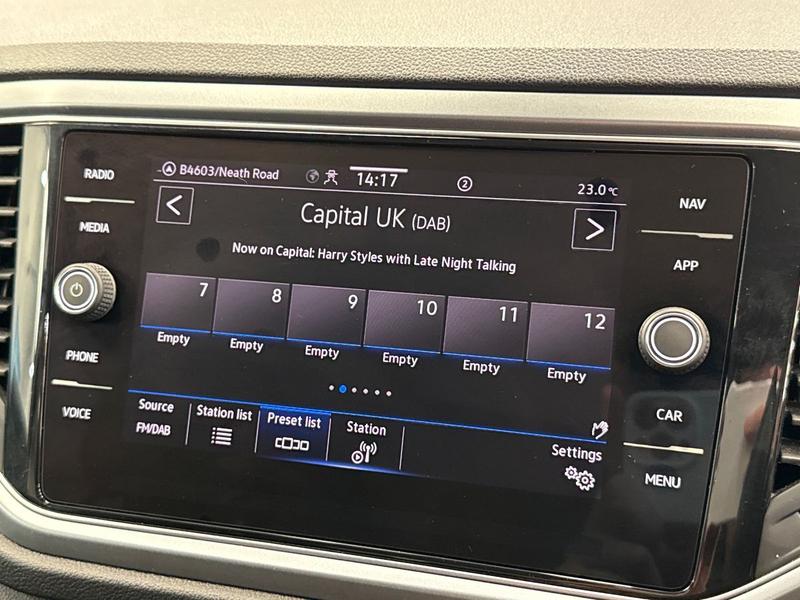 RADIO
MEDIA
PHONE
VOICE
B4603/Neath Road
14:17
2
23.0°C
Capital UK (DAB)
Now on Capital: Harry Styles with Late Night Talking
7 8 9 10 11 12
Empty Empty Empty Empty Empty Empty
Source Station list Preset list Station Settings
FM/DAB
NAV
APP
CAR
MENU